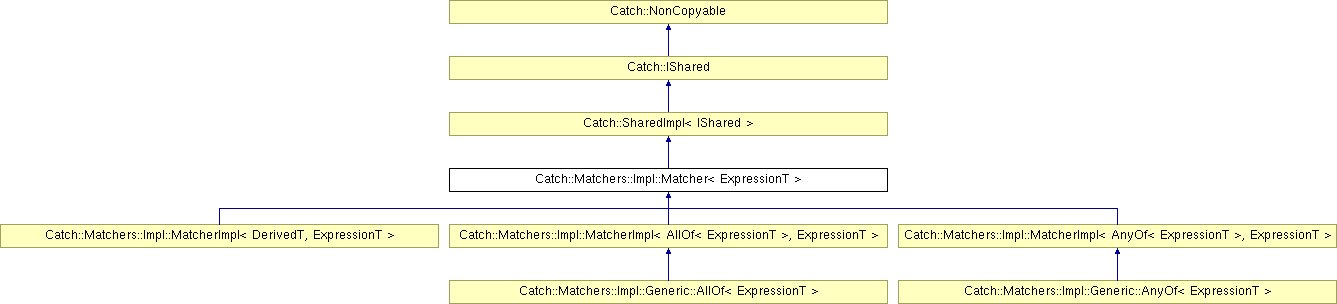 Catch::NonCopyable
Catch::IShared
Catch::SharedImpl< IShared >
Catch::Matchers::Impl::Matcher< ExpressionT >
Catch::Matchers::Impl::MatcherImpl< DerivedT, ExpressionT >
Catch::Matchers::Impl::MatcherImpl< AllOf< ExpressionT >, ExpressionT >
Catch::Matchers::Impl::MatcherImpl< AnyOf< ExpressionT >, ExpressionT >
Catch::Matchers::Impl::Generic::AllOf< ExpressionT >
Catch::Matchers::Impl::Generic::AnyOf< ExpressionT >